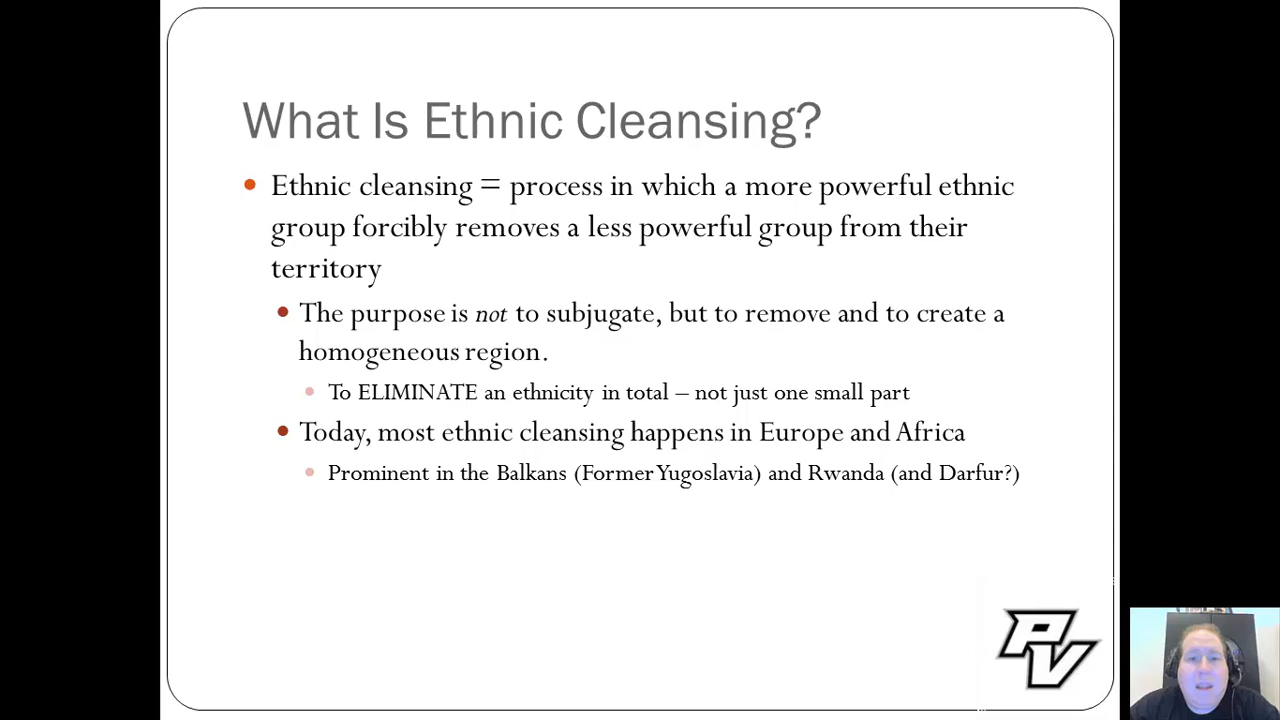 What Is Ethnic Cleansing?
Ethnic cleansing = process in which a more powerful ethnic
group forcibly removes a less powerful group from their
territory
The purpose is not to subjugate, but to remove and to create a
homogeneous region.
To ELIMINATE an ethnicity in total – not just one small part
Today, most ethnic cleansing happens in Europe and Africa
Prominent in the Balkans (Former Yugoslavia) and Rwanda (and Darfur?)
PV